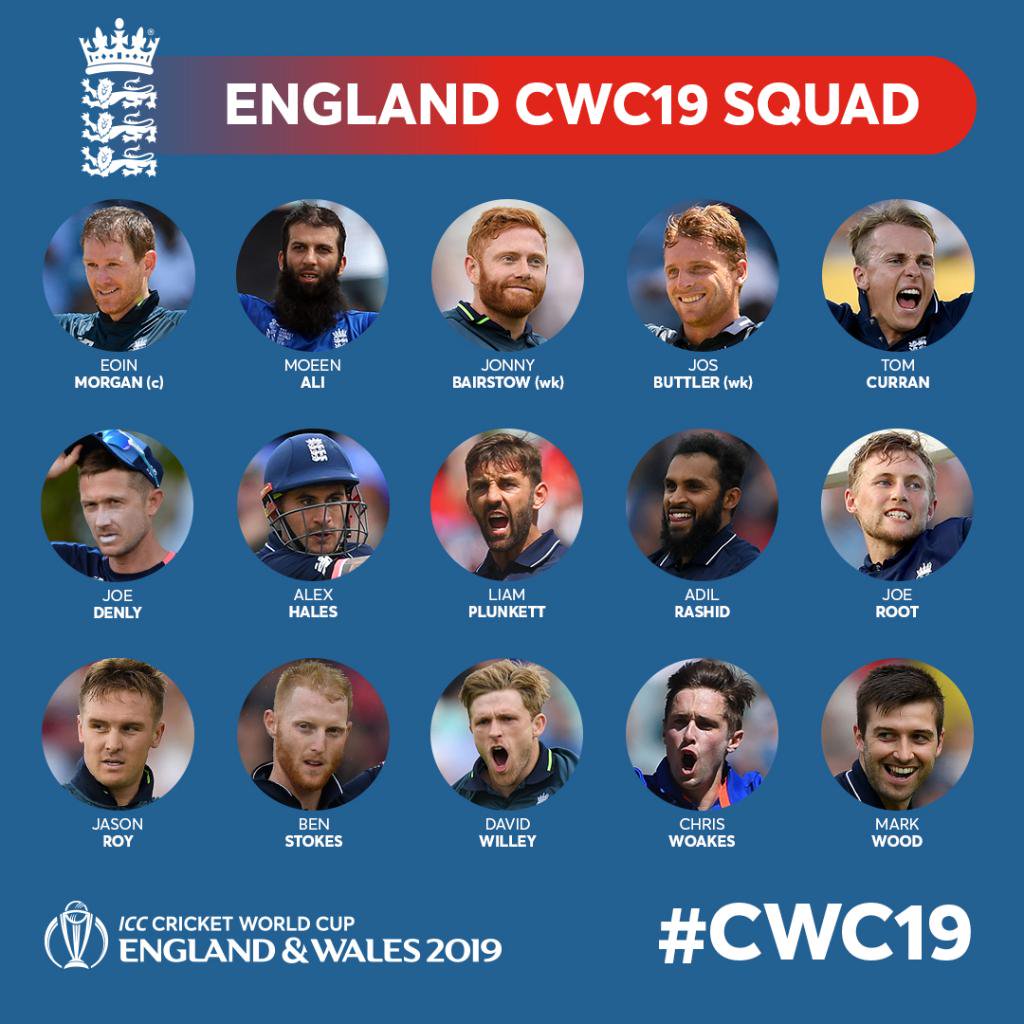 ENGLAND CWC19 SQUAD
EOIN
MORGAN (c)
MOEEN
ALI
JONNY
BAIRSTOW (wk)
JOS
BUTTLER (wk)
TOM
CURRAN
JOE
DENLY
ALEX
HALES
LIAM
PLUNKETT
ADIL
RASHID
JOE
ROOT
JASON
ROY
BEN
STOKES
DAVID
WILLEY
CHRIS
WOAKES
MARK
WOOD
ICC CRICKET WORLD CUP
ENGLAND & WALES 2019
#CWC19